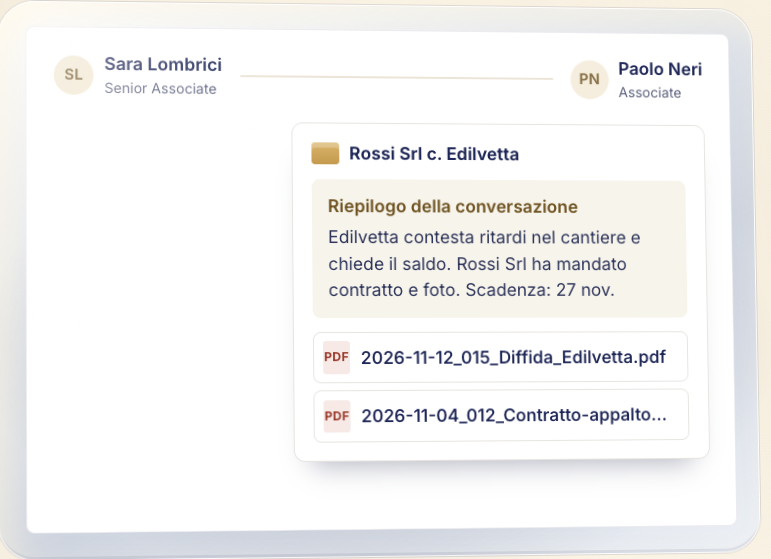 SL
Sara Lombrici
Senior Associate
PN
Paolo Neri
Associate
Rossi Srl c. Edilvetta
Riepilogo della conversazione
Edilvetta contesta ritardi nel cantiere e
chiede il saldo. Rossi Srl ha mandato
contratto e foto. Scadenza: 27 nov.
PDF 2026-11-12_015_Diffida_Edilvetta.pdf
PDF 2026-11-04_012_Contratto-appalto...